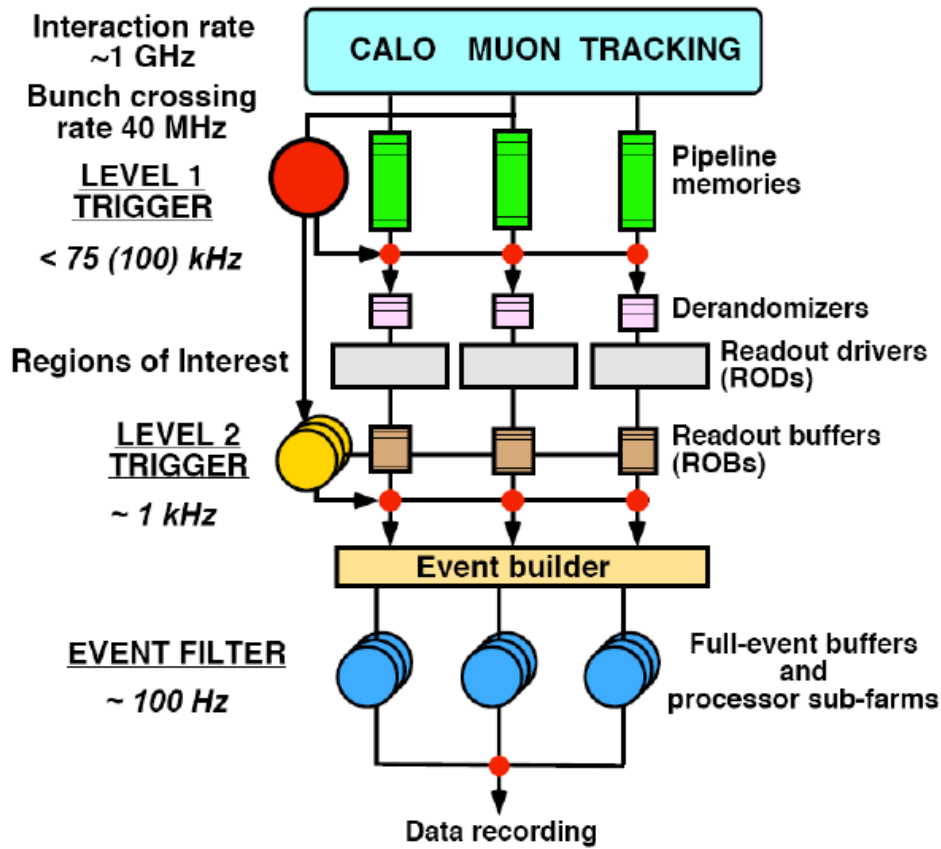 Interaction rate
~1 GHz
CALO MUON TRACKING
Bunch crossing
rate 40 MHz
LEVEL 1
TRIGGER
Pipeline
memories
< 75 (100) kHz
Derandomizers
Regions of Interest
Readout drivers
(RODs)
LEVEL 2
TRIGGER
Readout buffers
(ROBs)
~ 1 kHz
Event builder
EVENT FILTER
~ 100 Hz
Full-event buffers
and
processor sub-farms
Data recording